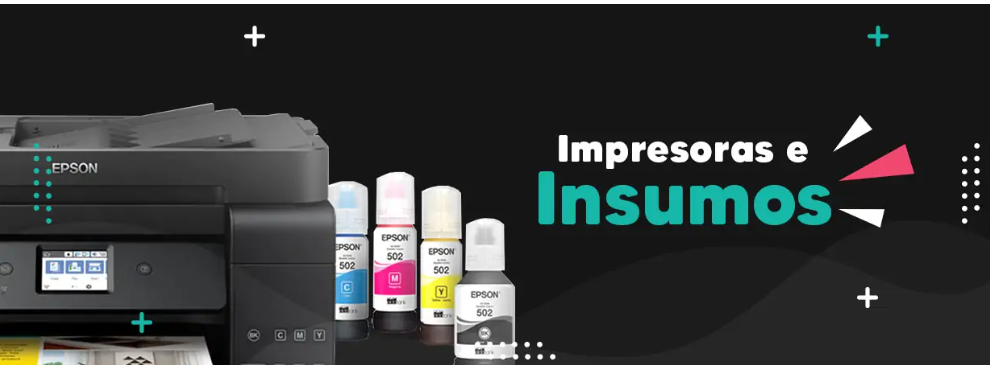 Impresoras e
Insumos
EPSON
BK C M Y
EPSON
502
C
EPSON
502
M
EPSON
502
Y
EPSON
502
BK